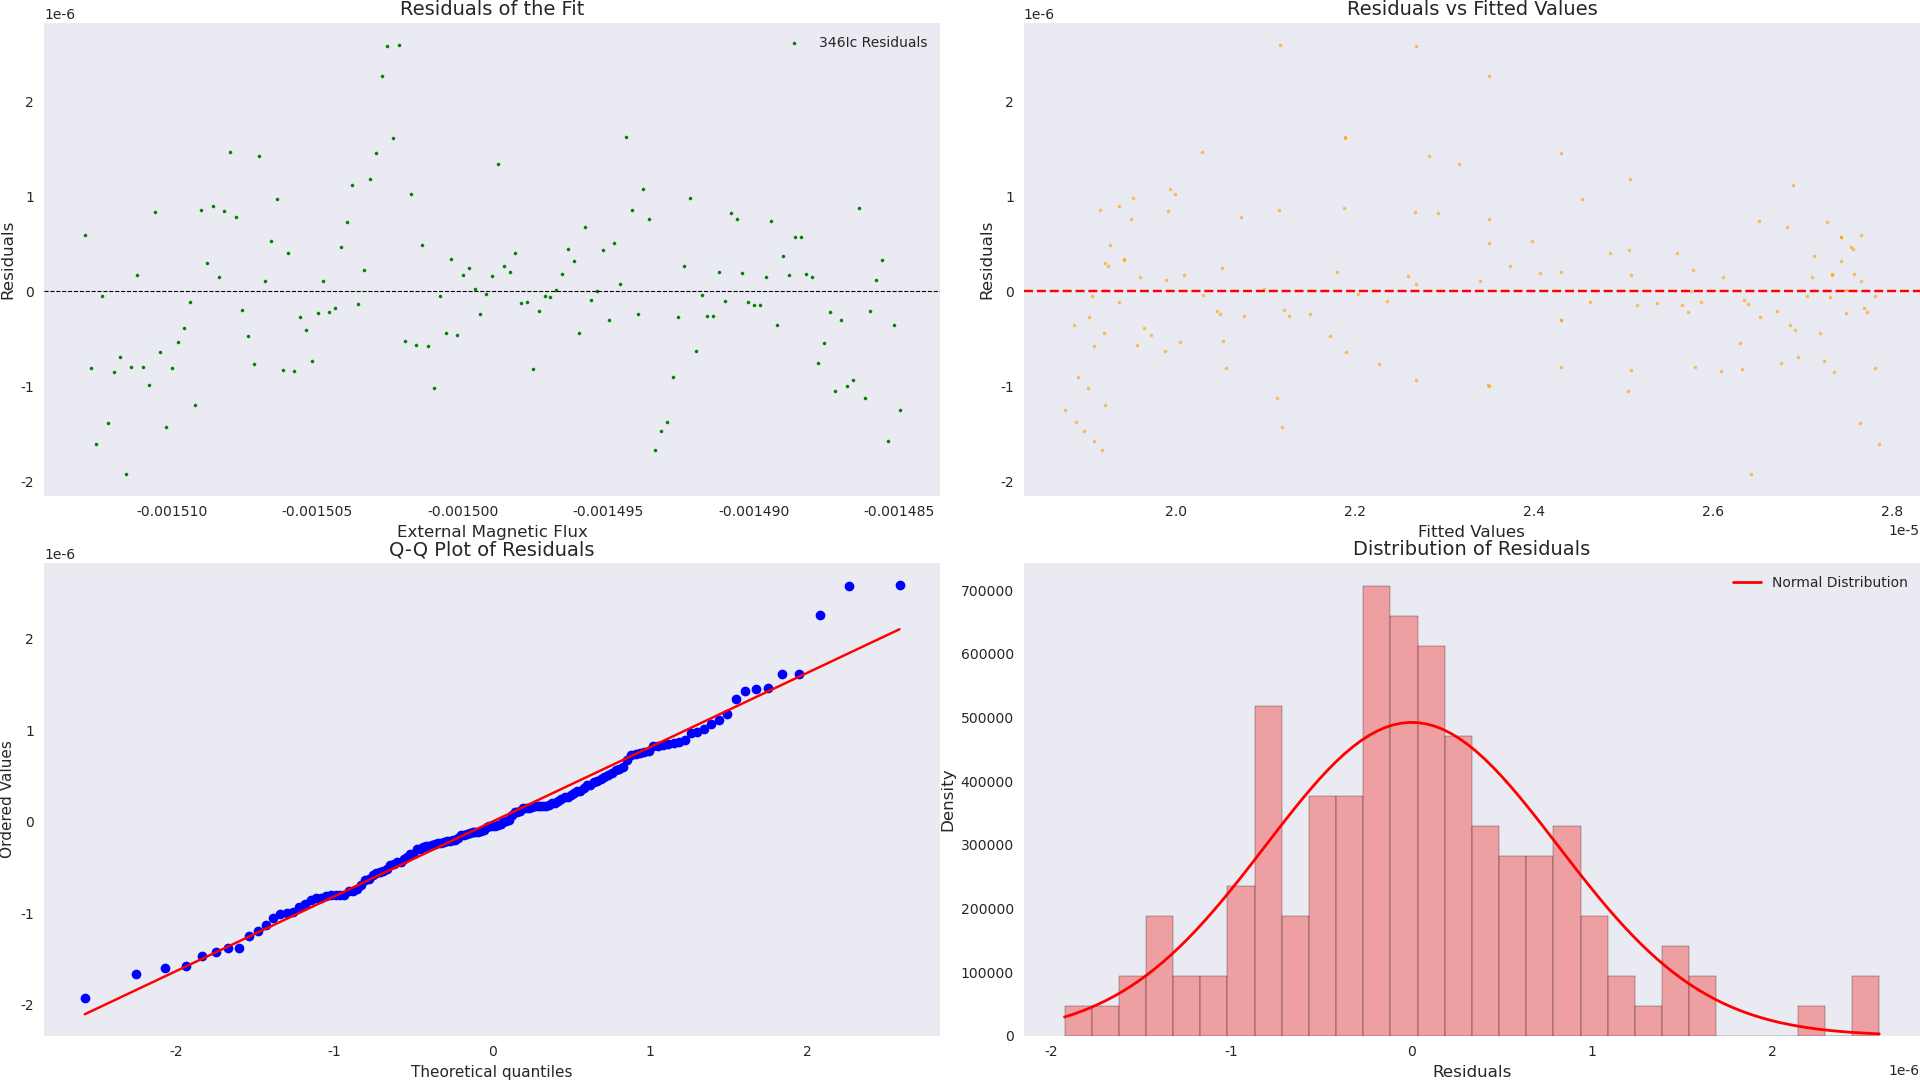 Residuals of the Fit
1e-6
346Ic Residuals
2
1
0
-1
-2
Residuals
-0.001510
-0.001505
-0.001500
-0.001495
-0.001490
-0.001485
External Magnetic Flux
Residuals vs Fitted Values
1e-6
2
1
0
-1
-2
Residuals
2.0
2.2
2.4
2.6
2.8
1e-5
Fitted Values
Q-Q Plot of Residuals
1e-6
2
1
0
-1
-2
Ordered Values
-2
-1
0
1
2
Theoretical quantiles
Distribution of Residuals
Normal Distribution
700000
600000
500000
400000
300000
200000
100000
0
Density
-2
-1
0
1
2
1e-6
Residuals